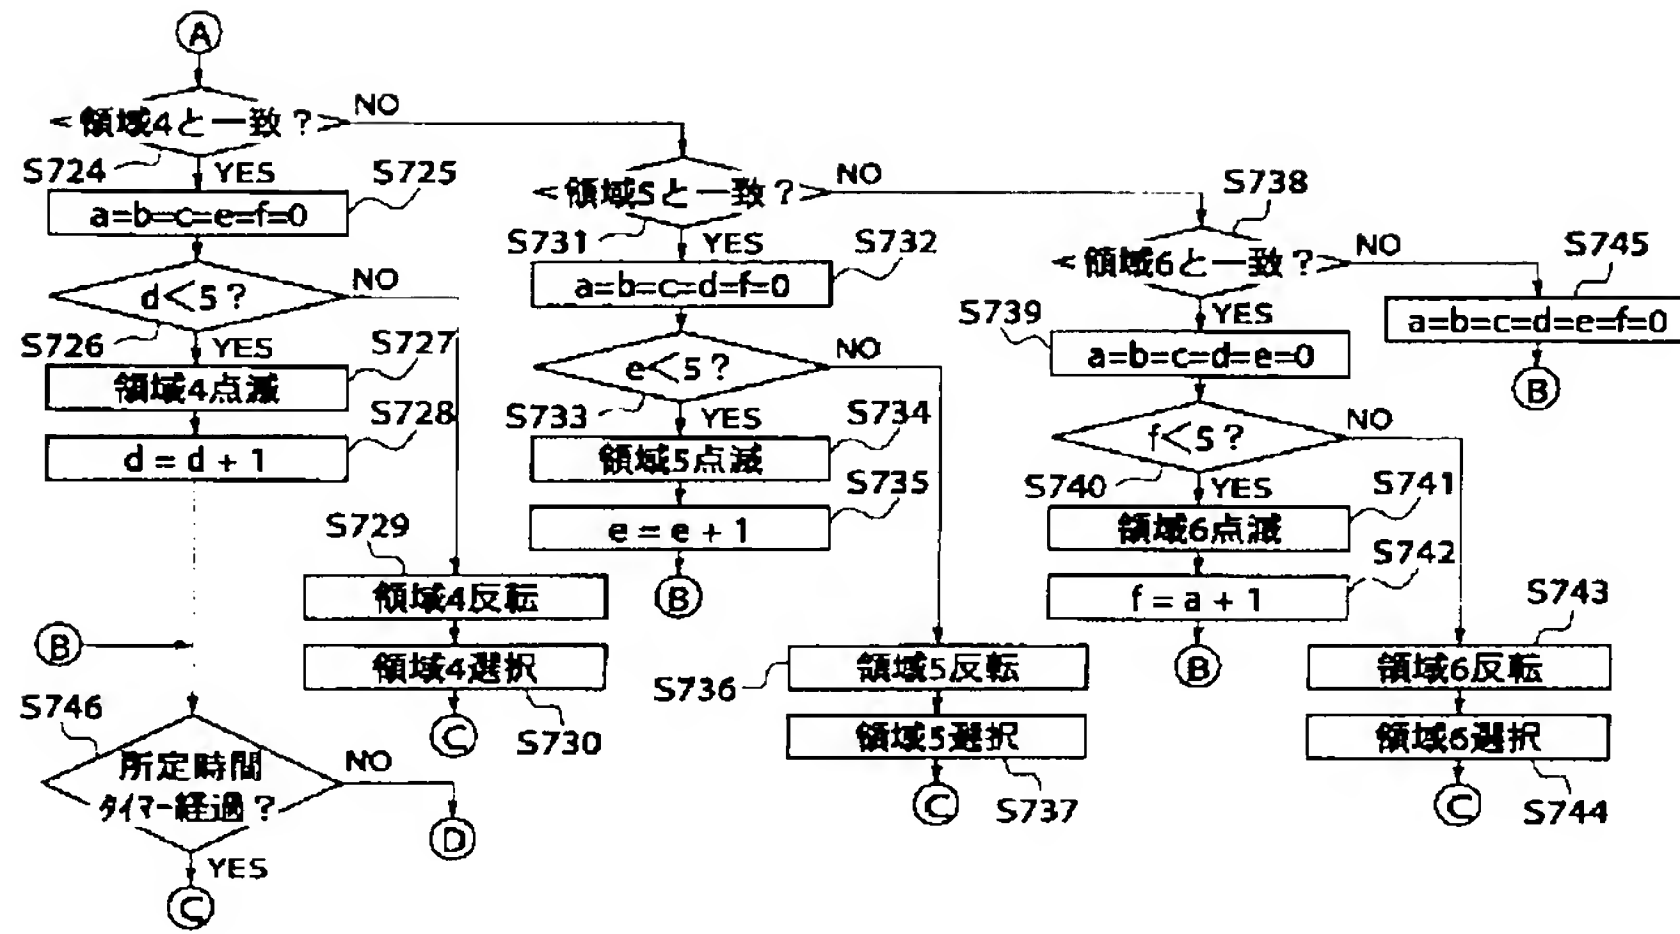 A
領域4と一致?
NO
S724
YES
S725
a=b=c=e=f=0
d<5?
NO
S726
YES
S727
領域4点滅
S728
d = d + 1
S729
領域4反転
領域4選択
S730
C
B
S746
所定時間
タイマー経過?
NO
D
YES
C
領域5と一致?
NO
S731
YES
S732
a=b=c=d=f=0
e<5?
NO
S733
YES
S734
領域5点滅
S735
e = e + 1
B
S736
領域5反転
領域5選択
C
S737
S738
領域6と一致?
NO
S739
YES
a=b=c=d=e=0
f<5?
NO
S740
YES
S741
領域6点滅
S742
f = a + 1
B
S743
領域6反転
領域6選択
C
S744
S745
a=b=c=d=e=f=0
B